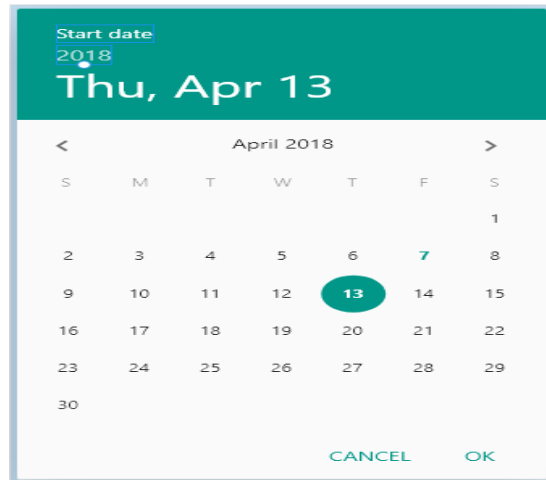 Start date
2018
Thu, Apr 13
< April 2018 >
S M T W T F S
1
2 3 4 5 6 7 8
9 10 11 12 13 14 15
16 17 18 19 20 21 22
23 24 25 26 27 28 29
30
CANCEL OK